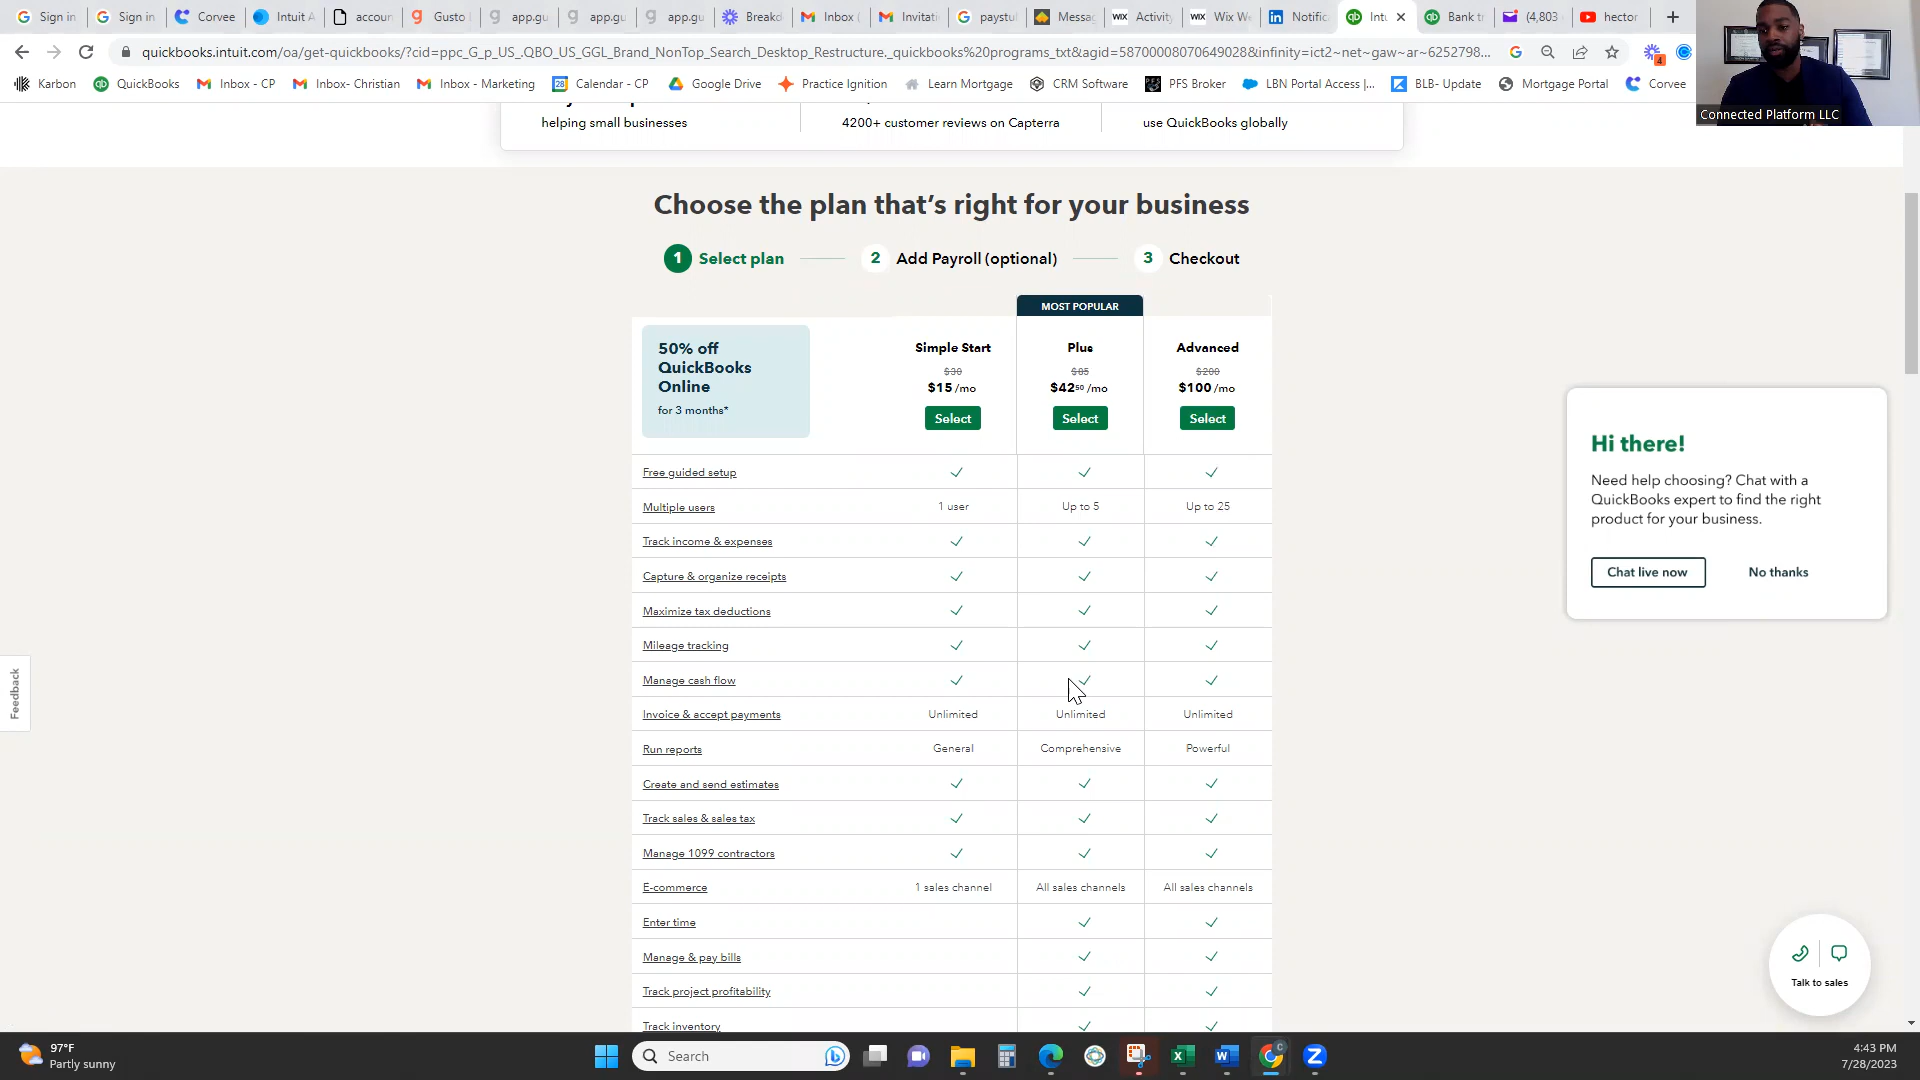 Sign in
Sign in
Corvee
Intuit A
accour
Gusto
app.gu
app.gu
app.gu
Breakd
Inbox (
Invitati
paystul
Messag
Activity
Wix We
Notific
Intu
Bank tr
(4,803
hector
quickbooks.intuit.com/oa/get-quickbooks/?cid=ppc_G_p_US_.QBO_US_GGL_Brand_NonTop_Search_Desktop_Restructure._quickbooks%20programs_txt&agid=58700008070649028&infinity=ict2~net~gaw~ar~6252798...
4
Karbon
QuickBooks
Inbox - CP
Inbox- Christian
Inbox - Marketing
Calendar - CP
Google Drive
Practice Ignition
Learn Mortgage
CRM Software
PFS Broker
LBN Portal Access |...
BLB- Update
Mortgage Portal
Corvee
Connected Platform LLC
helping small businesses
4200+ customer reviews on Capterra
use QuickBooks globally
Choose the plan that's right for your business
1 Select plan
2 Add Payroll (optional)
3 Checkout
MOST POPULAR
50% off
QuickBooks
Online
for 3 months*
Simple Start
$30
$15 /mo
Select
Plus
$85
$42⁵⁰ /mo
Select
Advanced
$200
$100 /mo
Select
Free guided setup
Multiple users 1 user Up to 5 Up to 25
Track income & expenses
Capture & organize receipts
Maximize tax deductions
Mileage tracking
Manage cash flow
Invoice & accept payments Unlimited Unlimited Unlimited
Run reports General Comprehensive Powerful
Create and send estimates
Track sales & sales tax
Manage 1099 contractors
E-commerce 1 sales channel All sales channels All sales channels
Enter time
Manage & pay bills
Track project profitability
Track inventory
Hi there!
Need help choosing? Chat with a
QuickBooks expert to find the right
product for your business.
Chat live now
No thanks
Feedback
Talk to sales
97°F
Partly sunny
Search
4:43 PM
7/28/2023